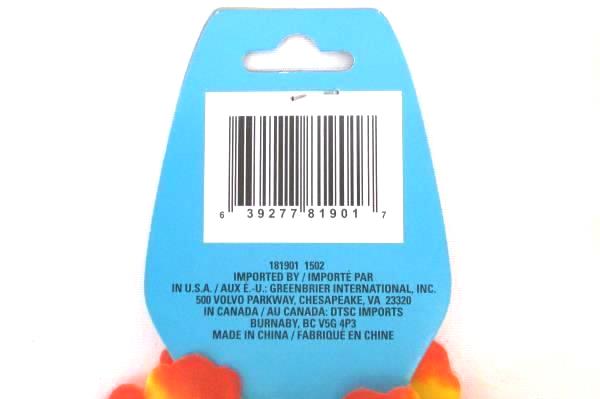 6 39277 81901 7
181901 1502
IMPORTED BY / IMPORTÉ PAR
IN U.S.A. / AUX É.-U.: GREENBRIER INTERNATIONAL, INC.
500 VOLVO PARKWAY, CHESAPEAKE, VA 23320
IN CANADA / AU CANADA: DTSC IMPORTS
BURNABY, BC V5G 4P3
MADE IN CHINA / FABRIQUÉ EN CHINE